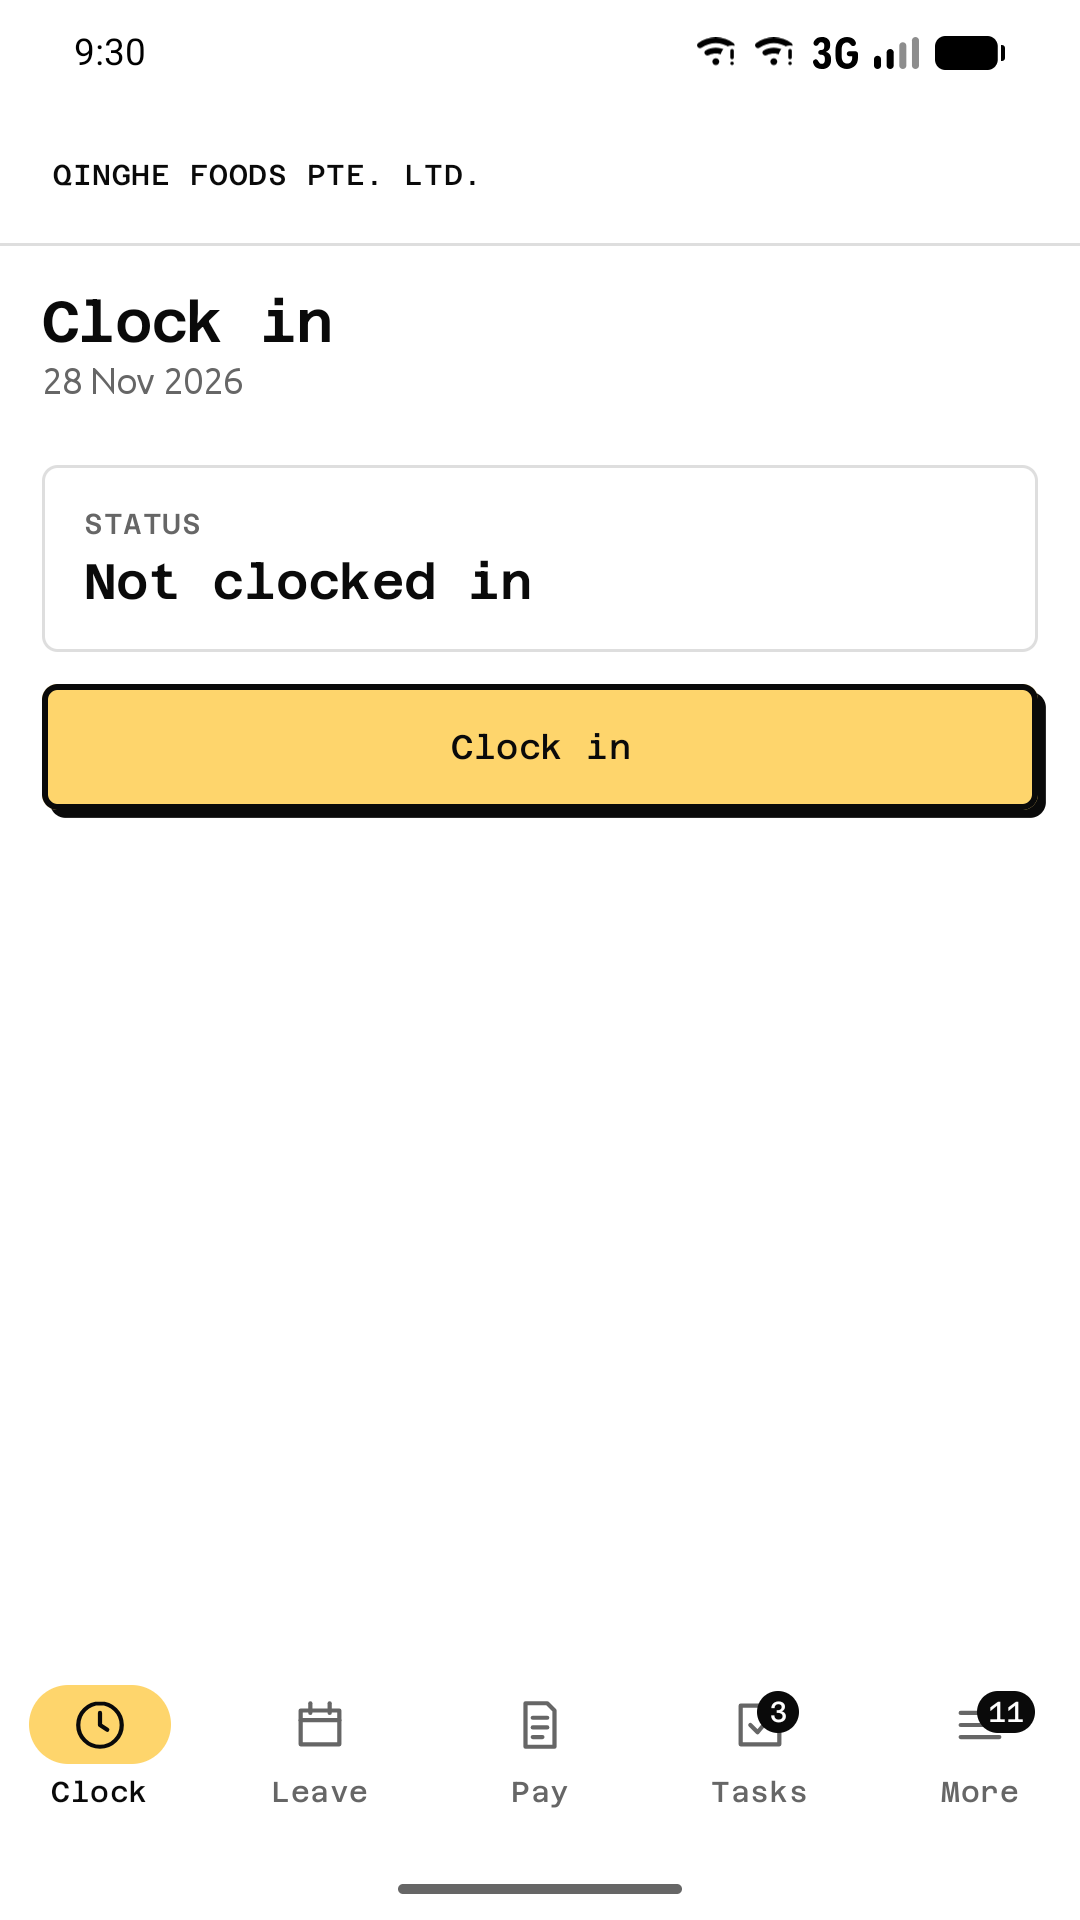 9:30
3G
QINGHE FOODS PTE. LTD.
Clock in
28 Nov 2026
STATUS
Not clocked in
Clock in
3
11
Clock
Leave
Pay
Tasks
More